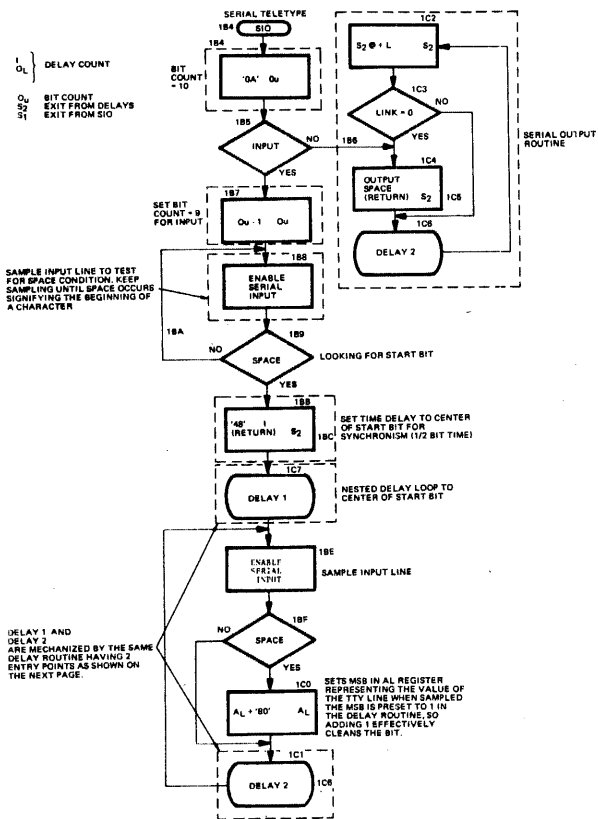 SERIAL TELETYPE
1B4 SIO
1B4
BIT
COUNT
= 10
'0A' Ou
I
OL } DELAY COUNT
Ou BIT COUNT
S2 EXIT FROM DELAYS
S1 EXIT FROM SIO
1B5
INPUT
NO
1B6
YES
1C2
S2 @ + L S2
1C3
LINK = 0
NO
YES
1C4
OUTPUT
SPACE
(RETURN) S2
1C5
1C6
DELAY 2
SERIAL OUTPUT
ROUTINE
1B7
SET BIT
COUNT = 9
FOR INPUT
Ou - 1 Ou
1B8
ENABLE
SERIAL
INPUT
SAMPLE INPUT LINE TO TEST
FOR SPACE CONDITION. KEEP
SAMPLING UNTIL SPACE OCCURS
SIGNIFYING THE BEGINNING OF
A CHARACTER
1BA
1B9
NO
SPACE
LOOKING FOR START BIT
YES
1BB
'48' I
(RETURN) S2
1BC
SET TIME DELAY TO CENTER
OF START BIT FOR
SYNCHRONISM (1/2 BIT TIME)
1C7
DELAY 1
NESTED DELAY LOOP TO
CENTER OF START BIT
1BE
ENABLE
SERIAL
INPUT
SAMPLE INPUT LINE
DELAY 1 AND
DELAY 2
ARE MECHANIZED BY THE SAME
DELAY ROUTINE HAVING 2
ENTRY POINTS AS SHOWN ON
THE NEXT PAGE.
1BF
NO
SPACE
YES
1C0
AL + '80' AL
SETS MSB IN AL REGISTER
REPRESENTING THE VALUE OF
THE TTY LINE WHEN SAMPLED
THE MSB IS PRESET TO 1 IN
THE DELAY ROUTINE, SO
ADDING 1 EFFECTIVELY
CLEANS THE BIT.
1C1
DELAY 2
1C6